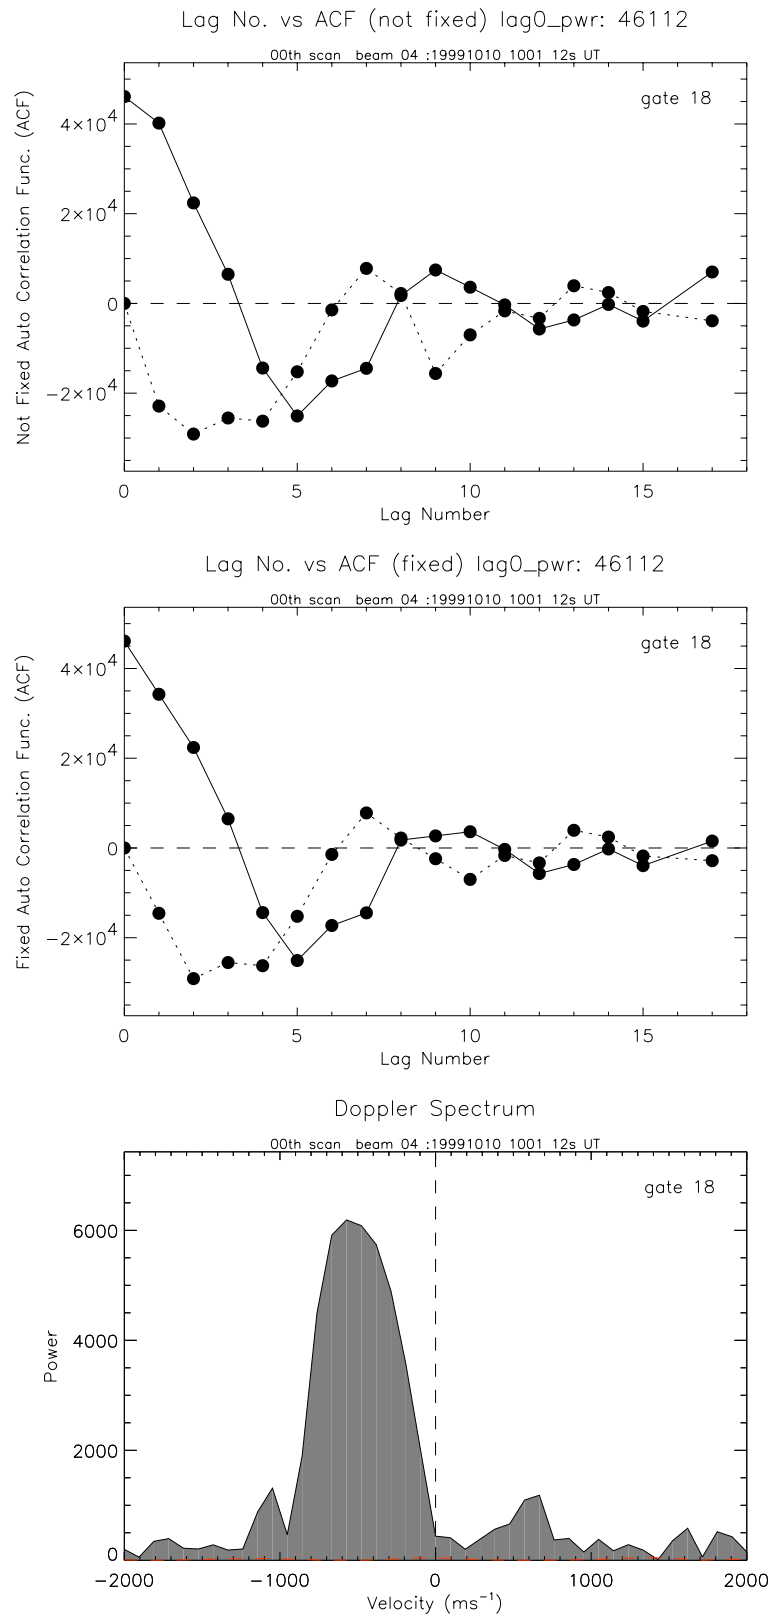 Lag No. vs ACF (not fixed) lag0_pwr: 46112
00th scan beam 04 :19991010 1001 12s UT
gate 18
Not Fixed Auto Correlation Func. (ACF)
4×10⁴
2×10⁴
0
−2×10⁴
0 5 10 15
Lag Number
Lag No. vs ACF (fixed) lag0_pwr: 46112
00th scan beam 04 :19991010 1001 12s UT
gate 18
Fixed Auto Correlation Func. (ACF)
4×10⁴
2×10⁴
0
−2×10⁴
0 5 10 15
Lag Number
Doppler Spectrum
00th scan beam 04 :19991010 1001 12s UT
gate 18
Power
6000
4000
2000
0
−2000 −1000 0 1000 2000
Velocity (ms⁻¹)